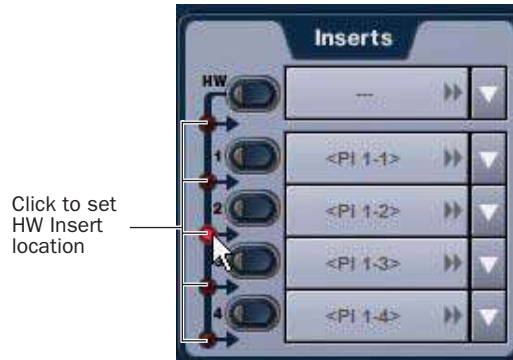 Inserts
HW
---
1
<PI 1-1>
2
<PI 1-2>
Click to set
HW Insert
location
<PI 1-3>
4
<PI 1-4>